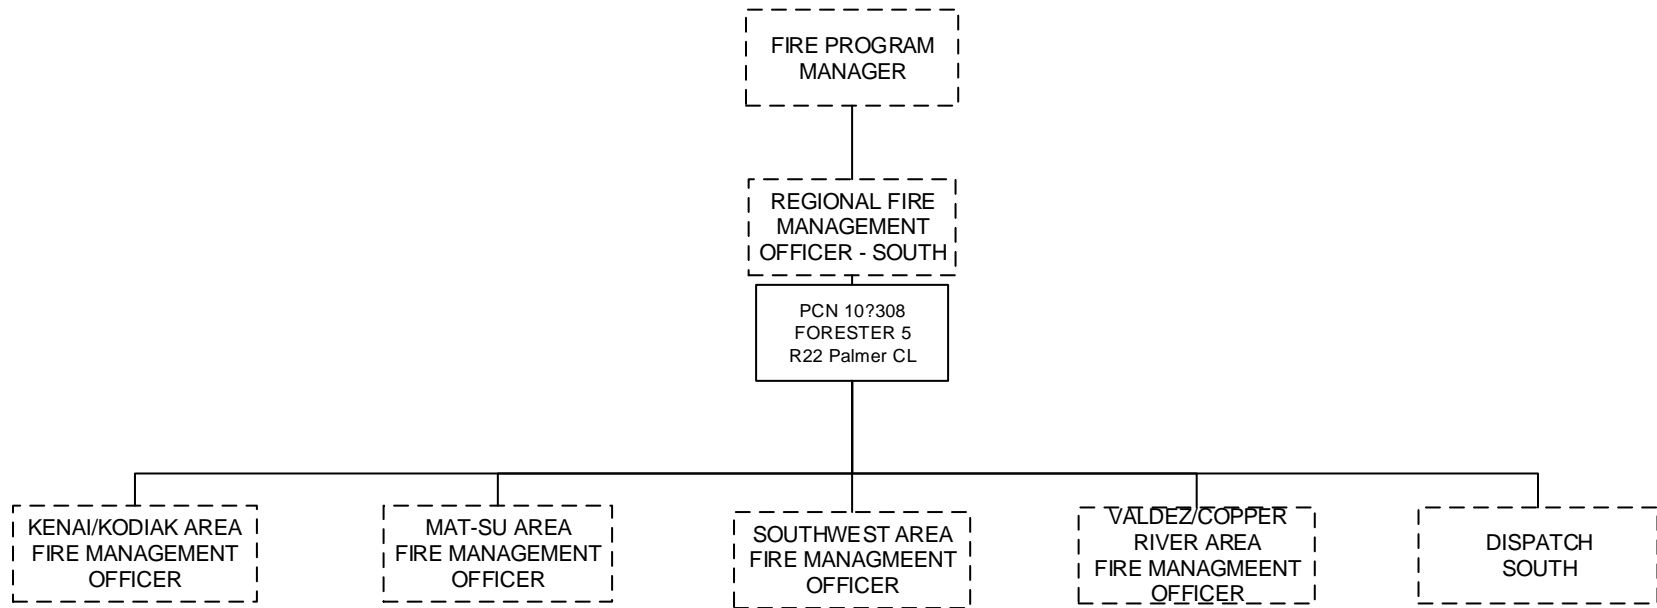 FIRE PROGRAM
MANAGER
REGIONAL FIRE
MANAGEMENT
OFFICER - SOUTH
PCN 10?308
FORESTER 5
R22 Palmer CL
KENAI/KODIAK AREA
FIRE MANAGEMENT
OFFICER
MAT-SU AREA
FIRE MANAGEMENT
OFFICER
SOUTHWEST AREA
FIRE MANAGMEENT
OFFICER
VALDEZ/COPPER
RIVER AREA
FIRE MANAGMEENT
OFFICER
DISPATCH
SOUTH